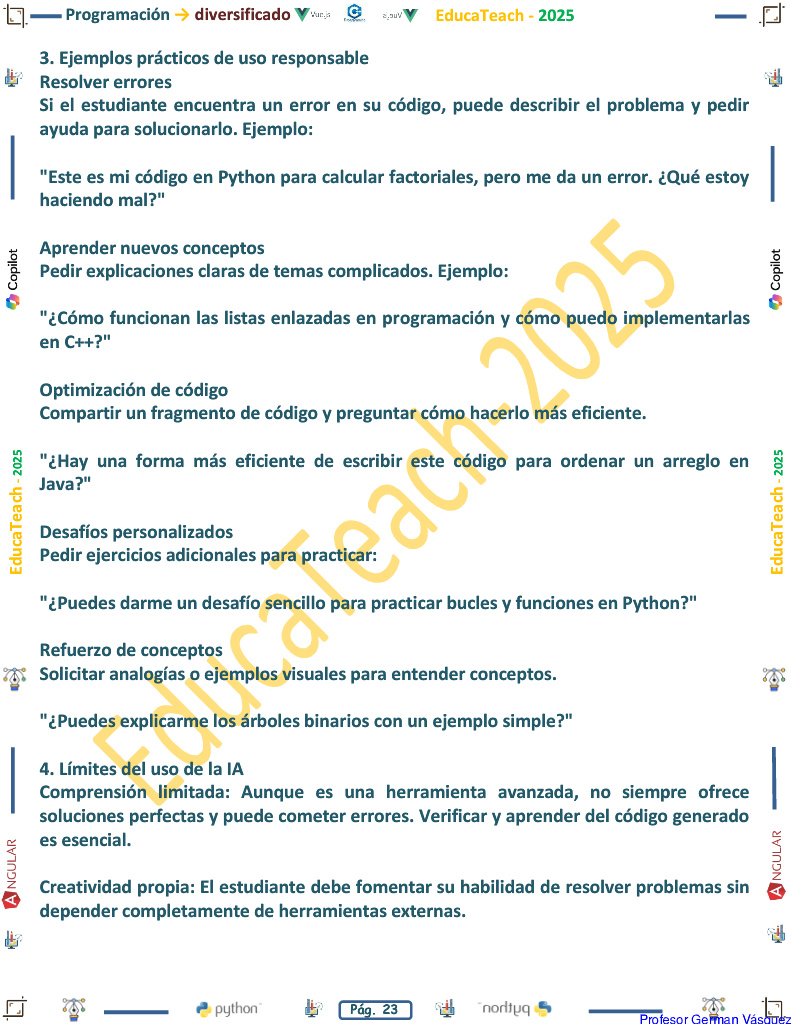 Programación → diversificado Vue.js Vue.js EducaTeach - 2025
3. Ejemplos prácticos de uso responsable
Resolver errores
Si el estudiante encuentra un error en su código, puede describir el problema y pedir
ayuda para solucionarlo. Ejemplo:
"Este es mi código en Python para calcular factoriales, pero me da un error. ¿Qué estoy
haciendo mal?"
Aprender nuevos conceptos
Pedir explicaciones claras de temas complicados. Ejemplo:
"¿Cómo funcionan las listas enlazadas en programación y cómo puedo implementarlas
en C++?"
Optimización de código
Compartir un fragmento de código y preguntar cómo hacerlo más eficiente.
"¿Hay una forma más eficiente de escribir este código para ordenar un arreglo en
Java?"
Desafíos personalizados
Pedir ejercicios adicionales para practicar:
"¿Puedes darme un desafío sencillo para practicar bucles y funciones en Python?"
Refuerzo de conceptos
Solicitar analogías o ejemplos visuales para entender conceptos.
"¿Puedes explicarme los árboles binarios con un ejemplo simple?"
4. Límites del uso de la IA
Comprensión limitada: Aunque es una herramienta avanzada, no siempre ofrece
soluciones perfectas y puede cometer errores. Verificar y aprender del código generado
es esencial.
Creatividad propia: El estudiante debe fomentar su habilidad de resolver problemas sin
depender completamente de herramientas externas.
EducaTeach-2025
Copilot
EducaTeach - 2025
ANGULAR
Copilot
EducaTeach - 2025
ANGULAR
python
Pág. 23
python
Profesor German Vásquez